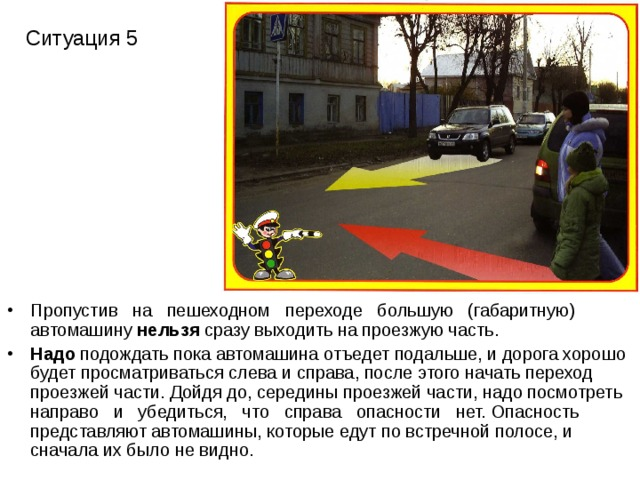 Ситуация 5
• Пропустив на пешеходном переходе большую (габаритную)
автомашину нельзя сразу выходить на проезжую часть.
• Надо подождать пока автомашина отъедет подальше, и дорога хорошо
будет просматриваться слева и справа, после этого начать переход
проезжей части. Дойдя до, середины проезжей части, надо посмотреть
направо и убедиться, что справа опасности нет. Опасность
представляют автомашины, которые едут по встречной полосе, и
сначала их было не видно.